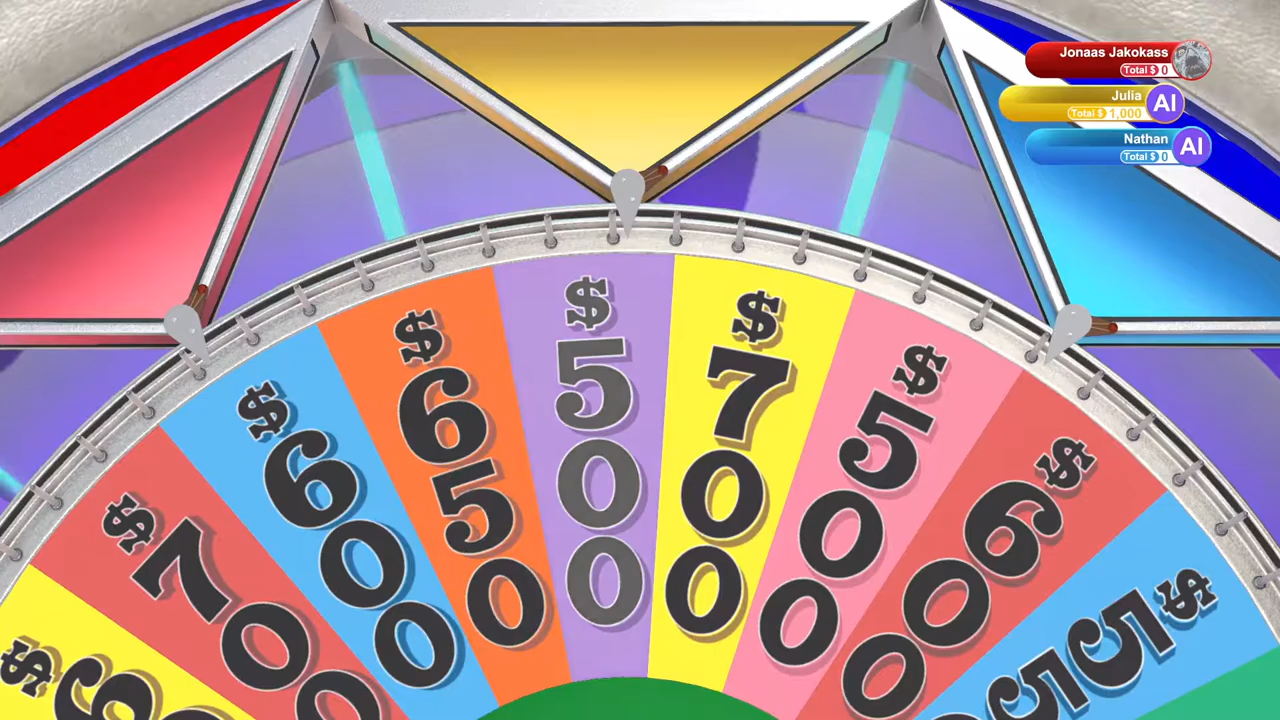 Jonaas Jakokass
Total $ 0
Julia
AI
Total $ 1,000
Nathan
AI
Total $ 0
$700
$600
$650
$500
$700
$500
$900